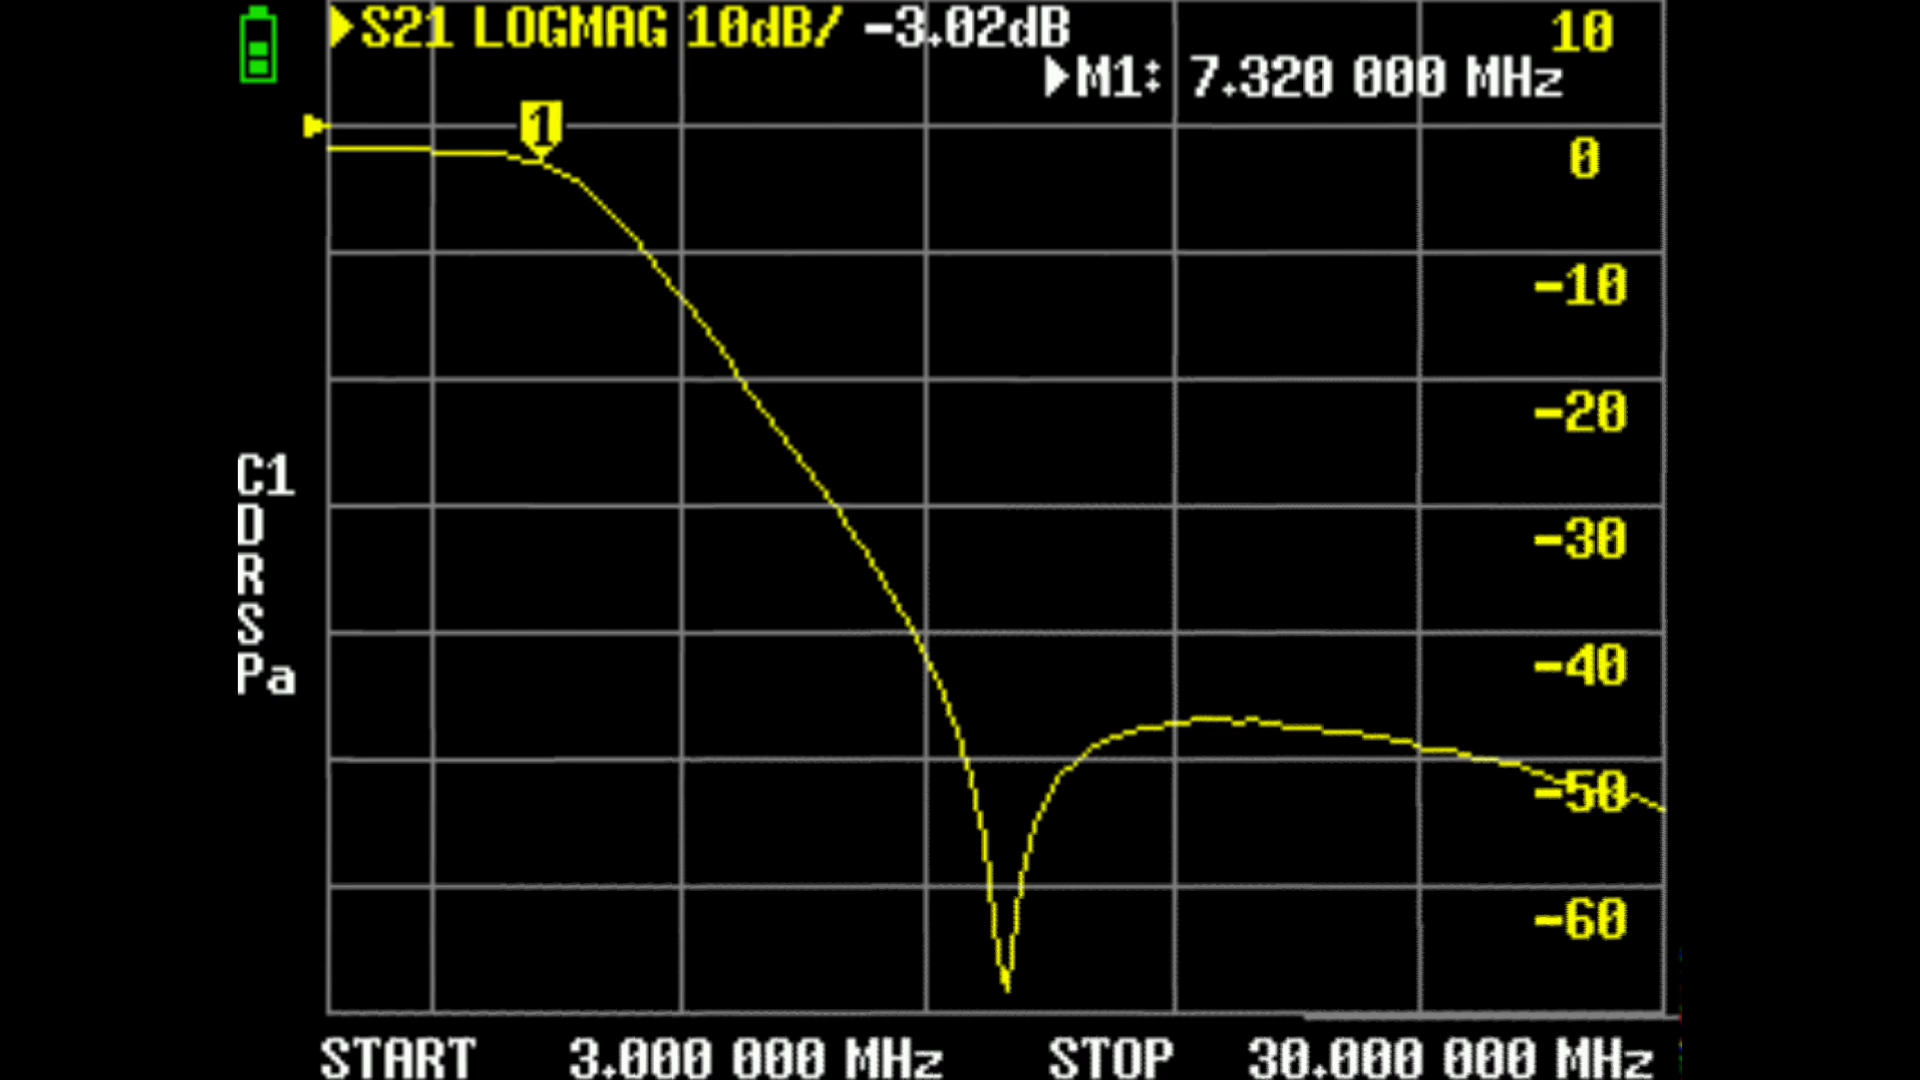 S21 LOGMAG 10dB/ -3.02dB
M1: 7.320 000 MHz
10
1
0
-10
-20
-30
C1
D
R
S
Pa
-40
-50
-60
START 3.000 000 MHz STOP 30.000 000 MHz